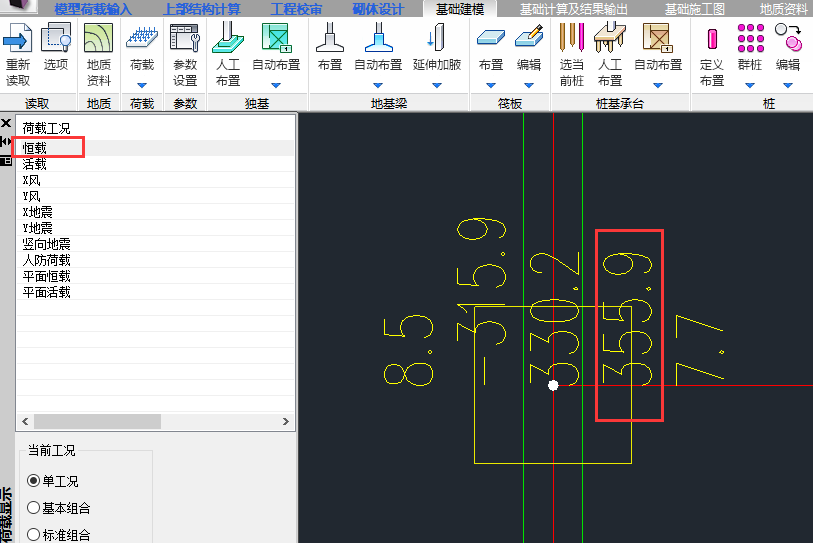 模型荷载输入 上部结构计算 工程校审 砌体设计 基础建模 基础计算及结果输出 基础施工图 地质资料
重新读取 选项 地质资料 荷载 参数设置 人工布置 自动布置 布置 自动布置 延伸加腋 布置 编辑 选当前桩 人工布置 自动布置 定义布置 群桩 编辑
读取 地质 荷载 参数 独基 地基梁 筏板 桩基承台 桩
荷载工况
恒载
活载
X风
Y风
X地震
Y地震
竖向地震
人防荷载
平面恒载
平面活载
当前工况
单工况
基本组合
标准组合
荷载显示
8.5
-315.9
330.2
355.9
7.7